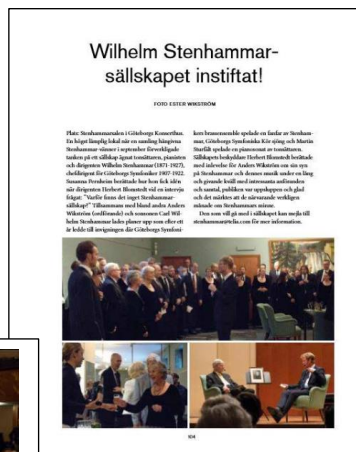 Wilhelm Stenhammar-
sällskapet instiftat!
FOTO ESTER WIKSTRÖM
Plats: Stenhammarsalen i Göteborgs Konserthus.
En högst lämplig lokal när en samling hängivna
Stenhammar-vänner i september förverkligade
tanken på ett sällskap ägnat tonsättaren, pianisten
och dirigenten Wilhelm Stenhammar (1871-1927),
chefdirigent för Göteborgs Symfoniker 1907-1922.
Susanna Persheim berättade hur hon fick idén
när dirigenten Herbert Blomstedt vid en intervju
frågat: "Varför finns det inget Stenhammar-
sällskap?" Tillsammans med bland andra Anders
Wikström (ordförande) och sonsonen Carl Wil-
helm Stenhammar lades planer upp som efter ett
år ledde till invigningen där Göteborgs Symfoni-
kers brassensemble spelade en fanfar av Stenham-
mar, Göteborgs Symfoniska Kör sjöng och Martin
Sturfält spelade en pianosonat av tonsättaren.
Sällskapets beskyddare Herbert Blomstedt berättade
med inlevelse för Anders Wikström om sin syn
på Stenhammar och dennes musik under en lång
och givande kväll med intressanta anföranden
och samtal, publiken var uppsluppen och glad
och det märktes att de närvarande verkligen
månade om Stenhammars minne.
Den som vill gå med i sällskapet kan mejla till
stenhammar@telia.com för mer information.
104